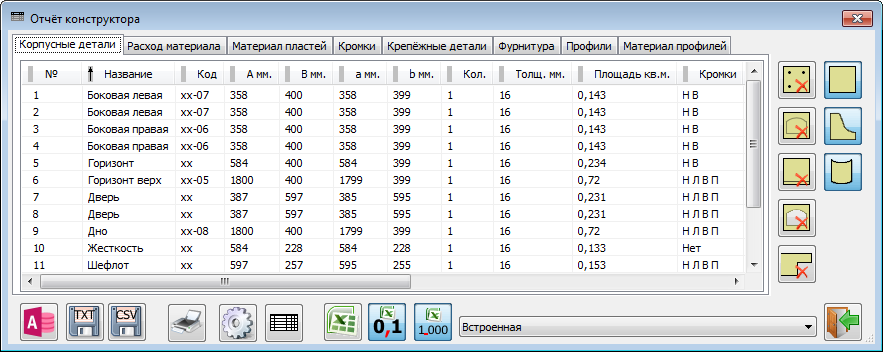 Отчёт конструктора
Корпусные детали Расход материала Материал пластей Кромки Крепёжные детали Фурнитура Профили Материал профилей
№ Название Код A мм. B мм. a мм. b мм. Кол. Толщ. мм. Площадь кв.м. Кромки
1 Боковая левая xx-07 358 400 358 399 1 16 0,143 Н В
2 Боковая левая xx-07 358 400 358 399 1 16 0,143 Н В
3 Боковая правая xx-06 358 400 358 399 1 16 0,143 Н В
4 Боковая правая xx-06 358 400 358 399 1 16 0,143 Н В
5 Горизонт xx 584 400 584 399 1 16 0,234 Н В
6 Горизонт верх xx-05 1800 400 1799 399 1 16 0,72 Н Л В П
7 Дверь xx 387 597 385 595 1 16 0,231 Н Л В П
8 Дверь xx 387 597 385 595 1 16 0,231 Н Л В П
9 Дно xx-08 1800 400 1799 399 1 16 0,72 Н Л В П
10 Жесткость xx 584 228 584 228 1 16 0,133 Нет
11 Шефлот xx 597 257 595 255 1 16 0,153 Н Л В П
A TXT CSV X X 0,1 X 1,000 Встроенная